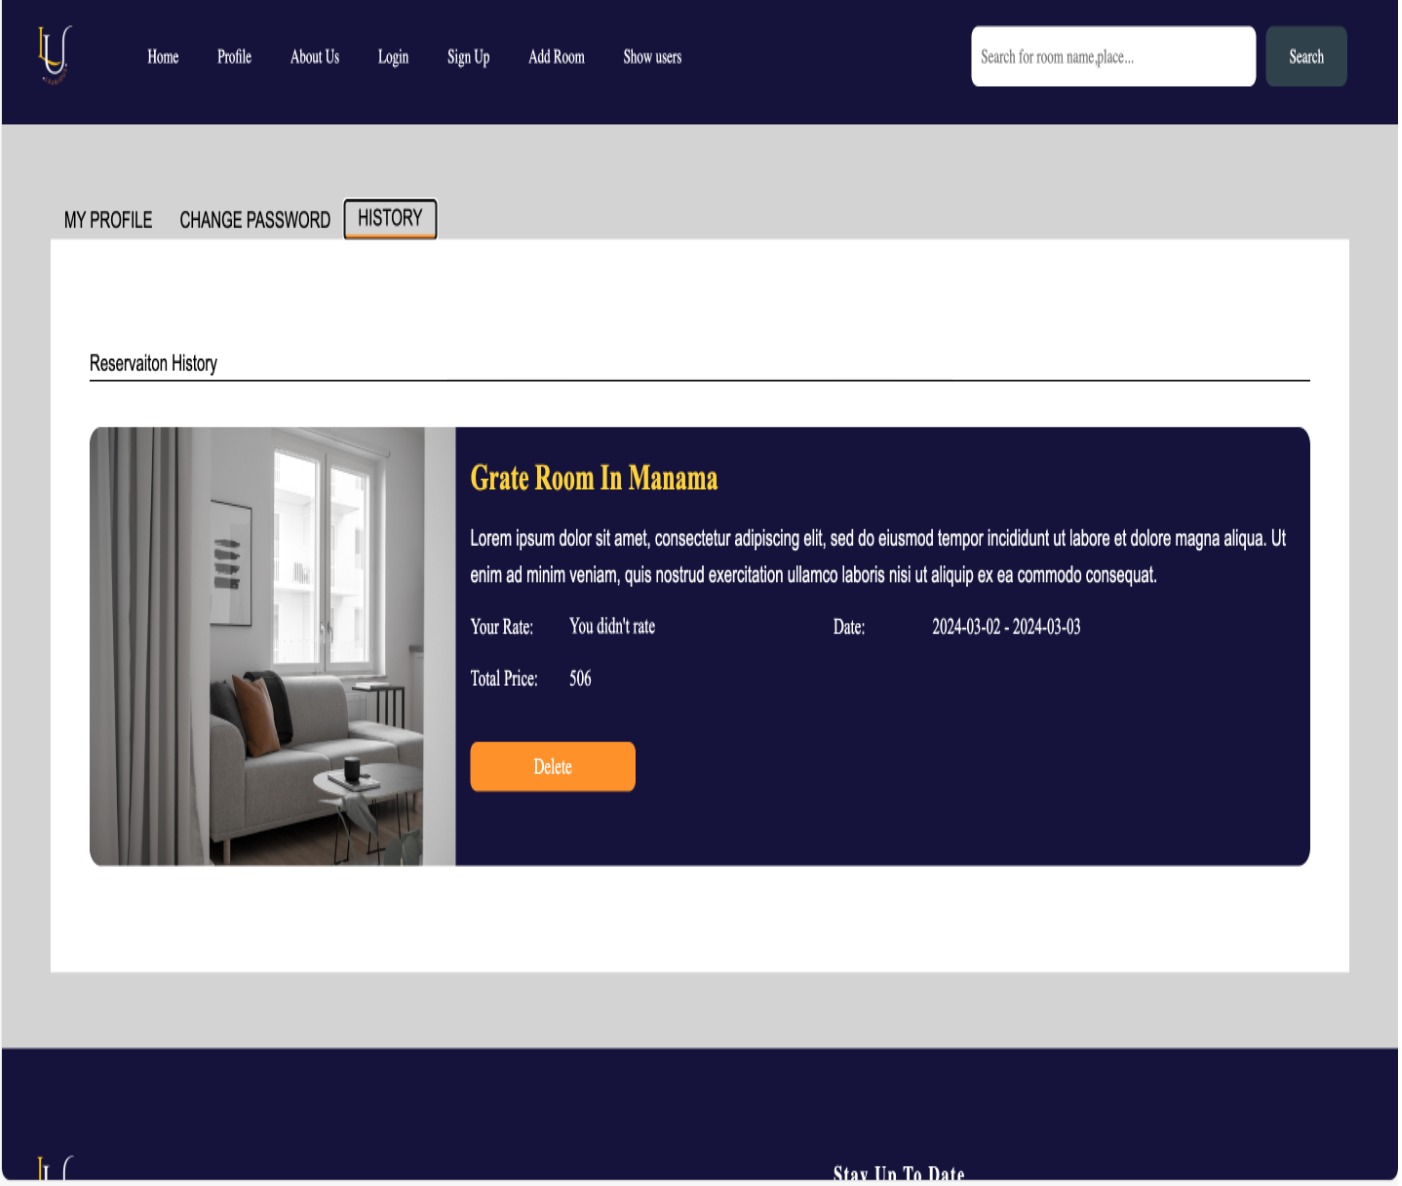 LU
Home Profile About Us Login Sign Up Add Room Show users
Search for room name,place...
Search
MY PROFILE CHANGE PASSWORD HISTORY
Reservaiton History
Grate Room In Manama
Lorem ipsum dolor sit amet, consectetur adipiscing elit, sed do eiusmod tempor incididunt ut labore et dolore magna aliqua. Ut
enim ad minim veniam, quis nostrud exercitation ullamco laboris nisi ut aliquip ex ea commodo consequat.
Your Rate: You didn't rate Date: 2024-03-02 - 2024-03-03
Total Price: 506
Delete
LU
Stay Up To Date